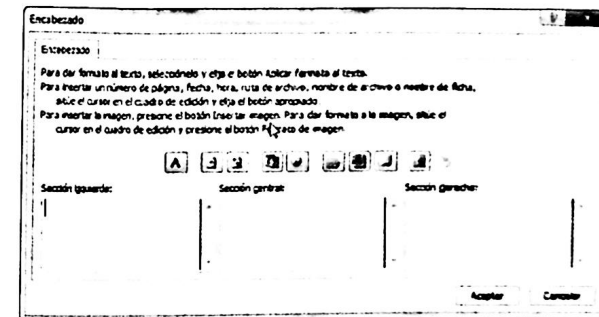 Encabezado
Encabezado
Para dar formato al texto, selecciónelo y elija el botón Aplicar formato al texto.
Para insertar un número de página, fecha, hora, ruta de archivo, nombre de archivo o nombre de ficha,
sitúe el cursor en el cuadro de edición y elija el botón apropiado.
Para insertar la imagen, presione el botón Insertar imagen. Para dar formato a la imagen, sitúe el
cursor en el cuadro de edición y presione el botón de imagen.
A
Sección izquierda: Sección central: Sección derecha:
Aceptar Cancelar